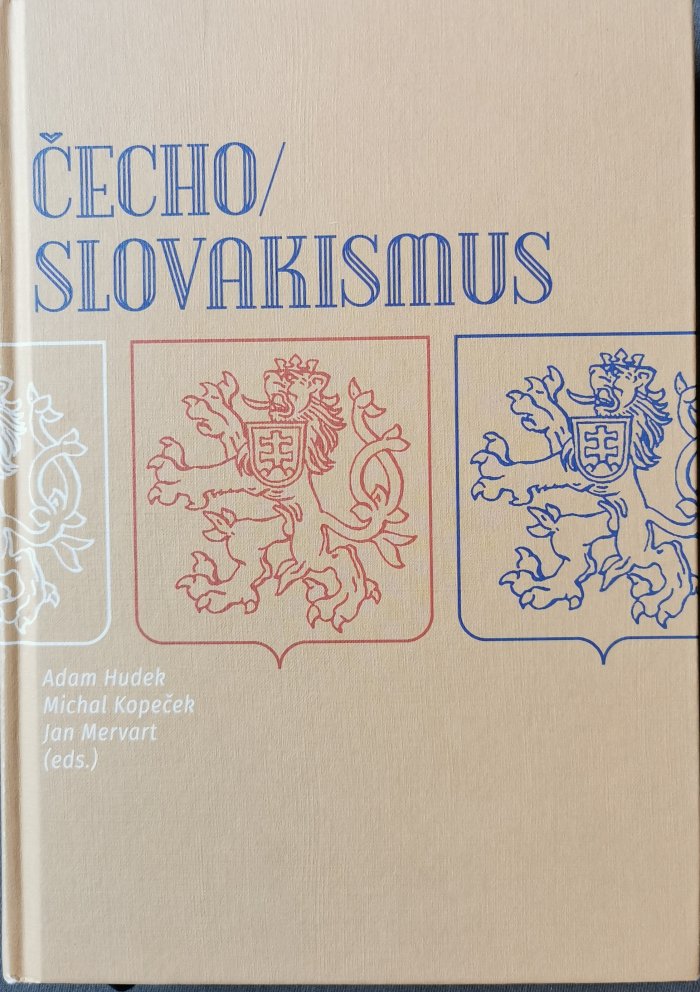 ČECHO/
SLOVAKISMUS
Adam Hudek
Michal Kopeček
Jan Mervart
(eds.)